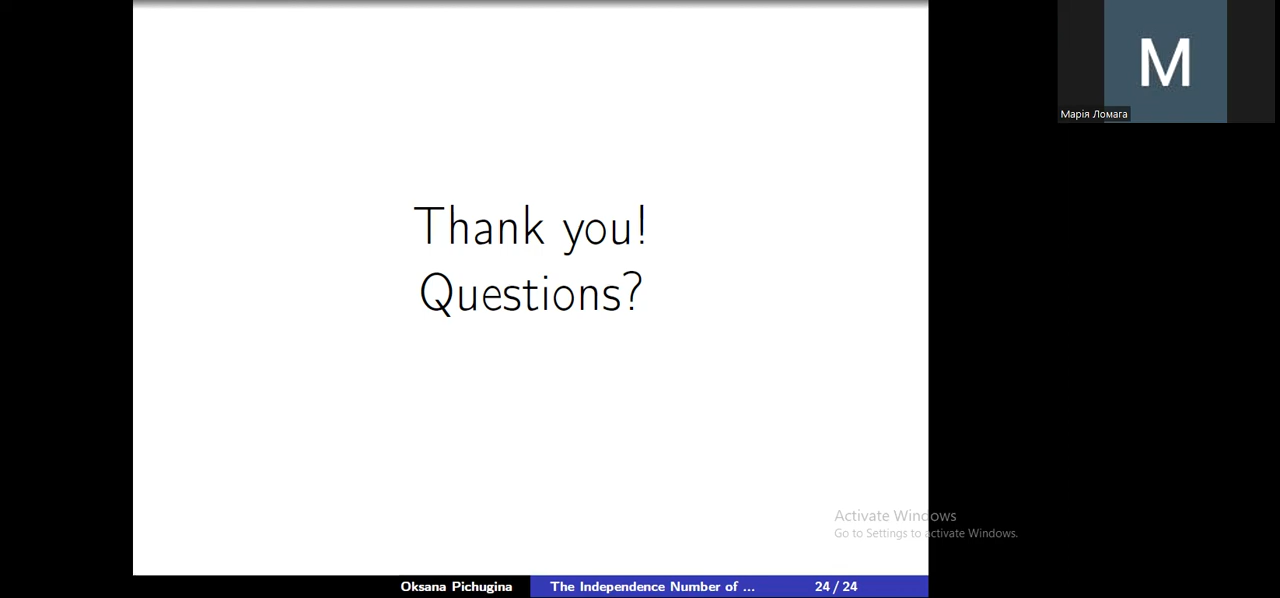 M
Марія Ломага
Thank you!
Questions?
Activate Windows
Go to Settings to activate Windows.
Oksana Pichugina
The Independence Number of ...
24 / 24